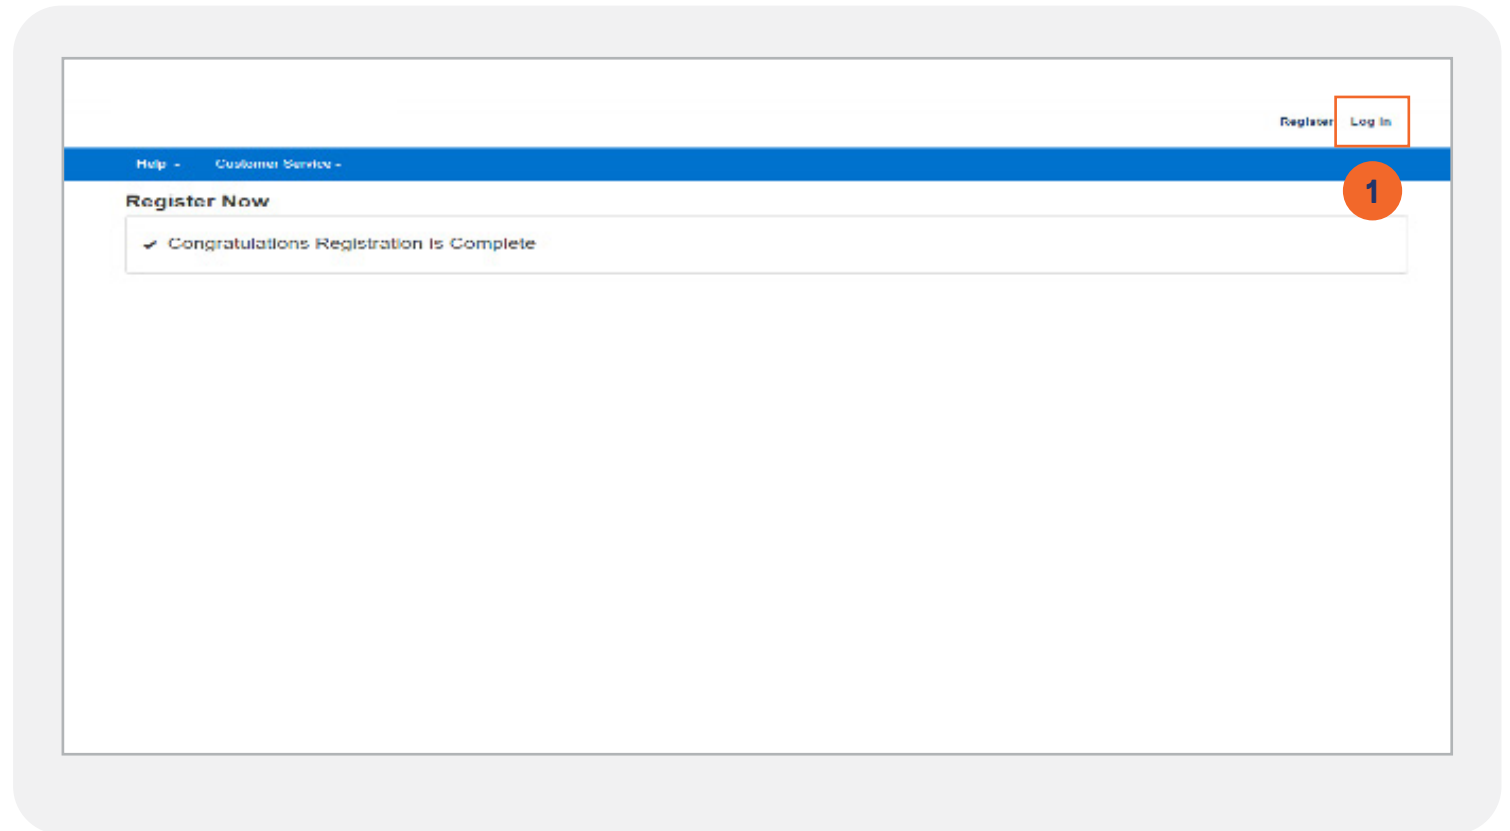 Register Log In
1
Help Customer Service
Register Now
Congratulations Registration is Complete